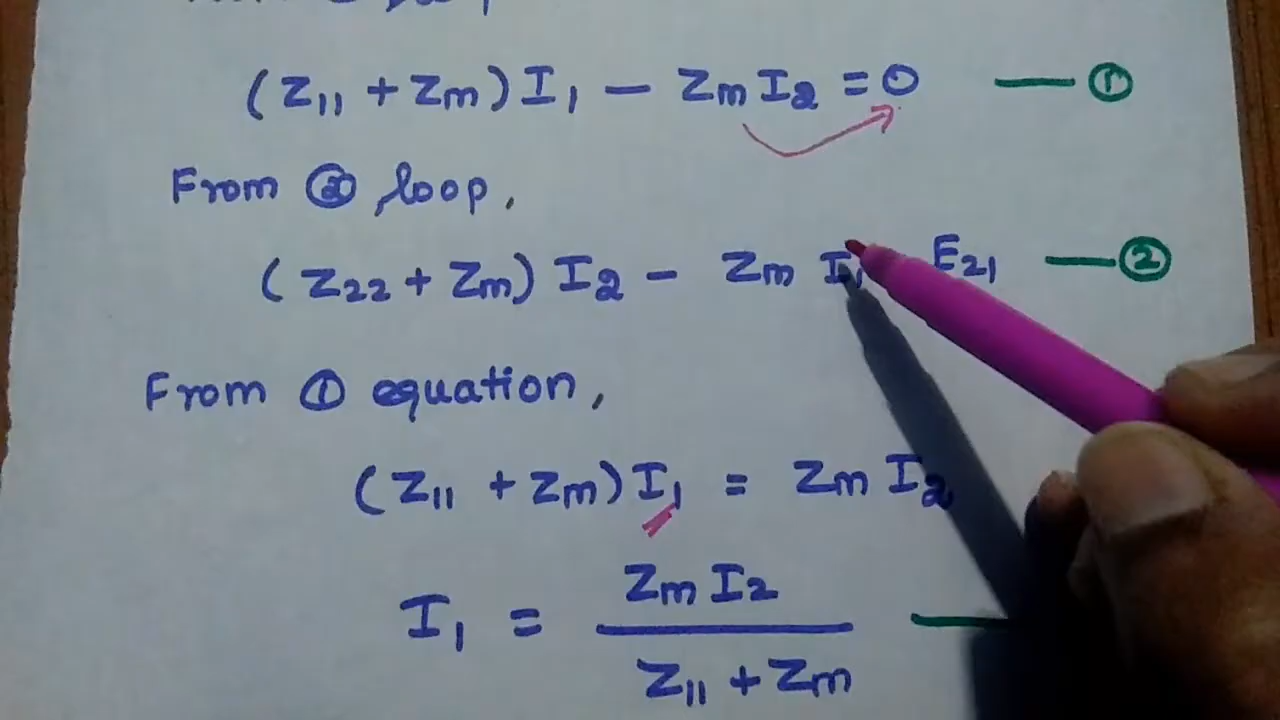 (Z11 + Zm) I1 – Zm I2 = 0 — ①
From ② loop,
(Z22 + Zm) I2 – Zm I1 E21 — ②
From ① equation,
(Z11 + Zm) I1 = Zm I2
I1 = Zm I2
Z11 + Zm